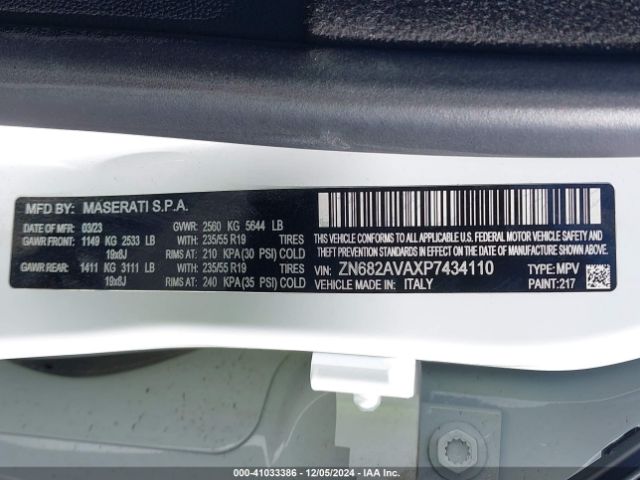 MFD BY: MASERATI S.P.A.
DATE OF MFR: 03/23 GVWR: 2560 KG 5644 LB
GAWR FRONT: 1149 KG 2533 LB WITH: 235/55 R19 TIRES
19x8J RIMS AT: 210 KPA(30 PSI) COLD
GAWR REAR: 1411 KG 3111 LB WITH: 235/55 R19 TIRES
19x8J RIMS AT: 240 KPA(35 PSI) COLD
THIS VEHICLE CONFORMS TO ALL APPLICABLE U.S. FEDERAL MOTOR VEHICLE SAFETY AND
THEFT PREVENTION STANDARDS IN EFFECT ON THE DATE OF MANUFACTURE SHOWN ABOVE.
VIN: ZN682AVAXP7434110 TYPE: MPV
VEHICLE MADE IN: ITALY PAINT: 217
000-41033386 - 12/05/2024 - IAA Inc.